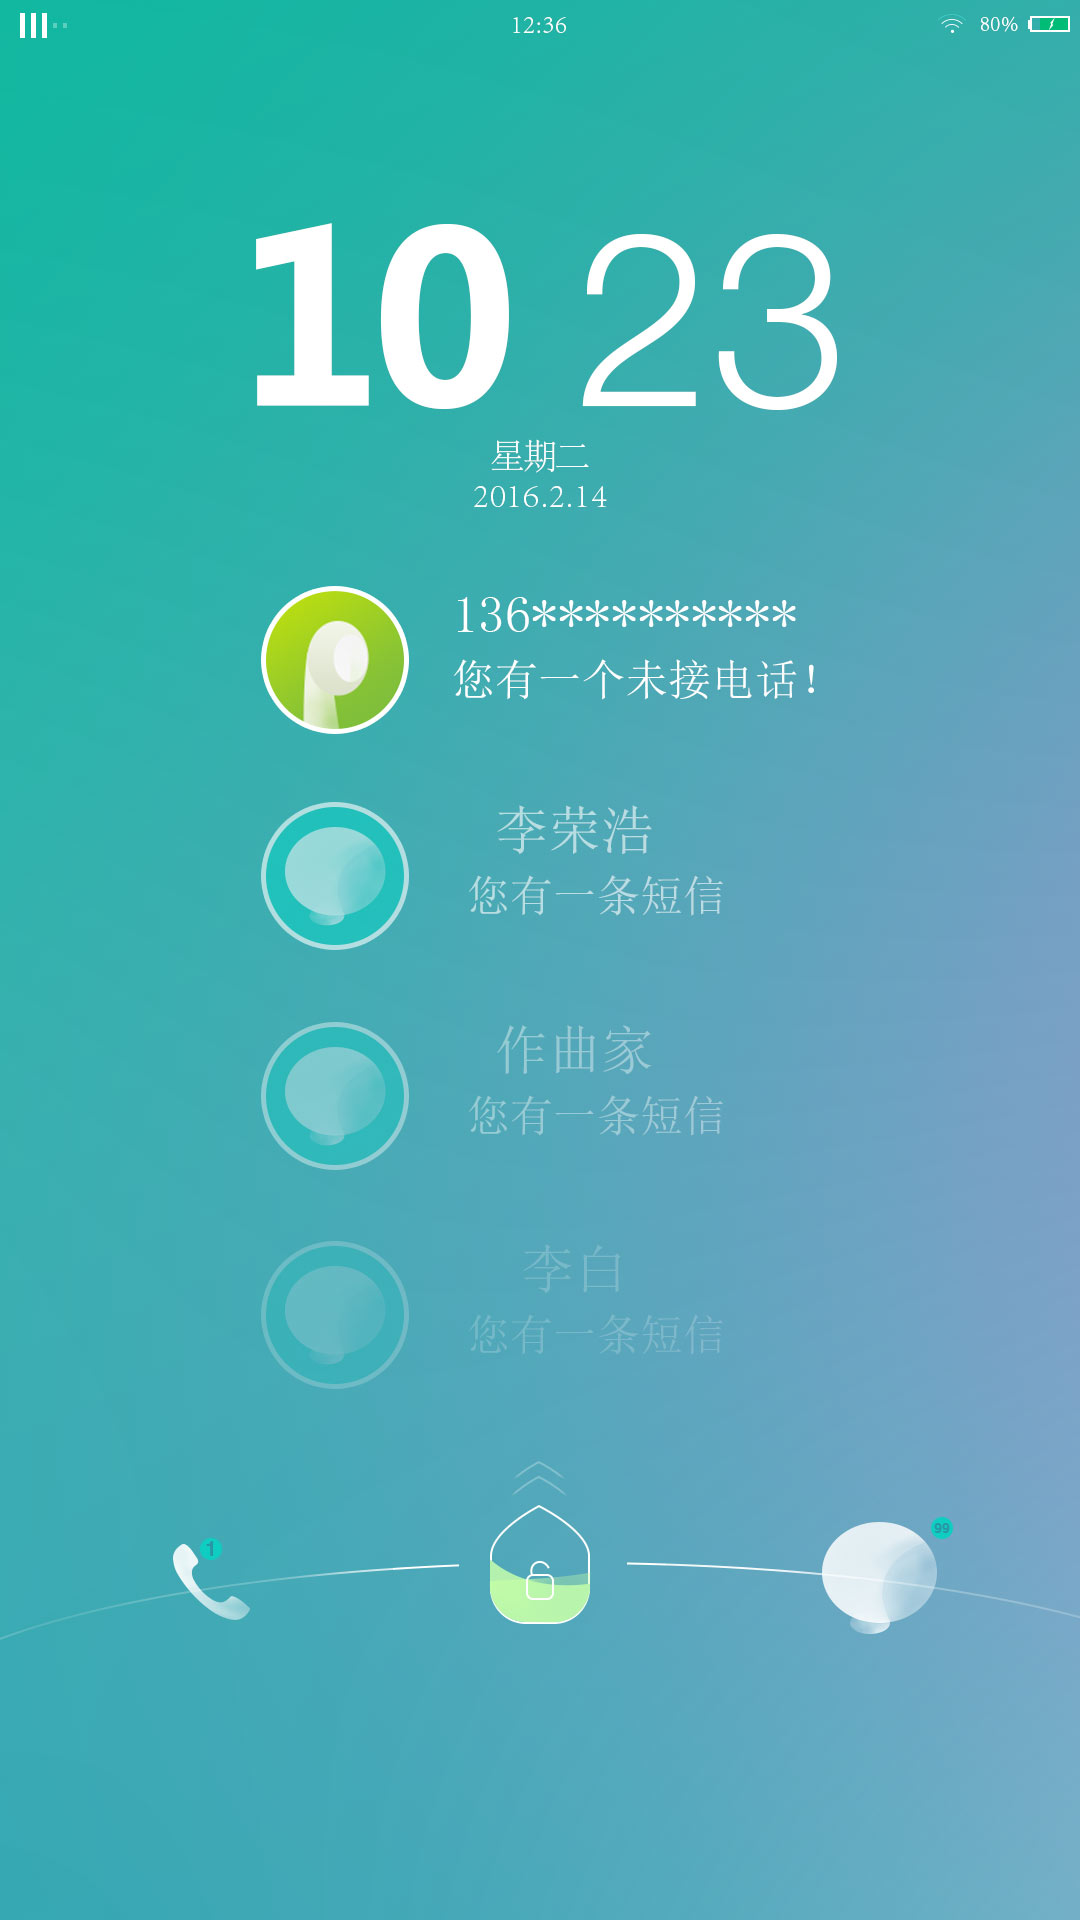 12:36
80%
10 23
星期二
2016.2.14
136**********
您有一个未接电话！
李荣浩
您有一条短信
作曲家
您有一条短信
李白
您有一条短信
1
99